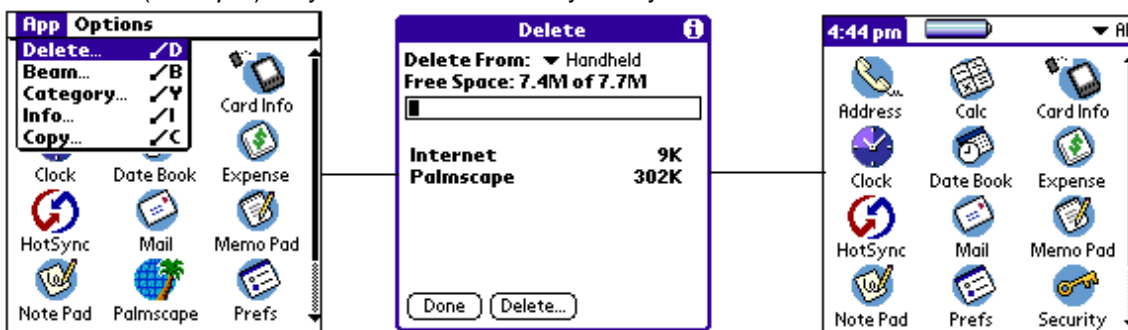 App Options
Delete... ✓D
Beam... ✓B
Category... ✓Y
Info... ✓I
Copy... ✓C
Card Info
Clock Date Book Expense
HotSync Mail Memo Pad
Note Pad Palmscape Prefs
Delete i
Delete From: Handheld
Free Space: 7.4M of 7.7M
Internet 9K
Palmscape 302K
Done Delete...
4:44 pm
Address Calc Card Info
Clock Date Book Expense
HotSync Mail Memo Pad
Note Pad Prefs Security